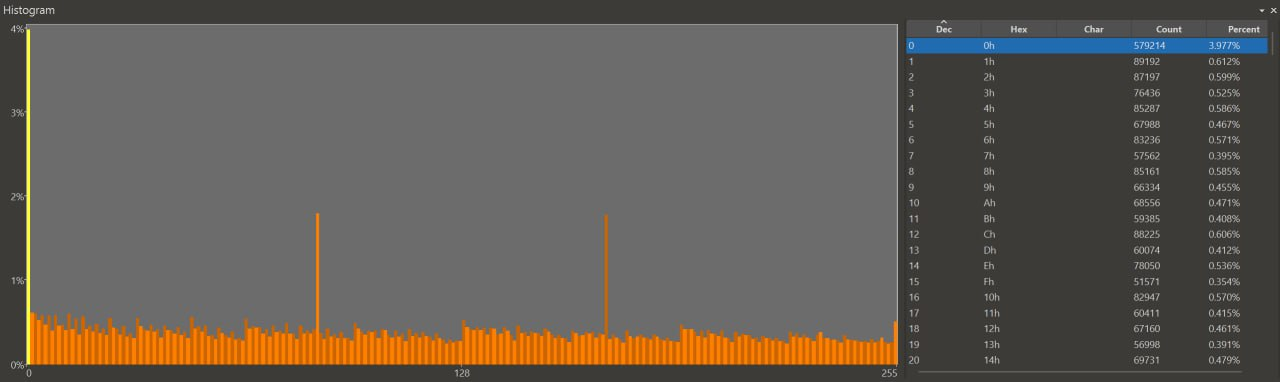 Histogram
4%
3%
2%
1%
0%
0 128 255
Dec Hex Char Count Percent
0 0h 579214 3.977%
1 1h 89192 0.612%
2 2h 87197 0.599%
3 3h 76436 0.525%
4 4h 85287 0.586%
5 5h 67988 0.467%
6 6h 83236 0.571%
7 7h 57562 0.395%
8 8h 85161 0.585%
9 9h 66334 0.455%
10 Ah 68556 0.471%
11 Bh 59385 0.408%
12 Ch 88225 0.606%
13 Dh 60074 0.412%
14 Eh 78050 0.536%
15 Fh 51571 0.354%
16 10h 82947 0.570%
17 11h 60411 0.415%
18 12h 67160 0.461%
19 13h 56998 0.391%
20 14h 69731 0.479%